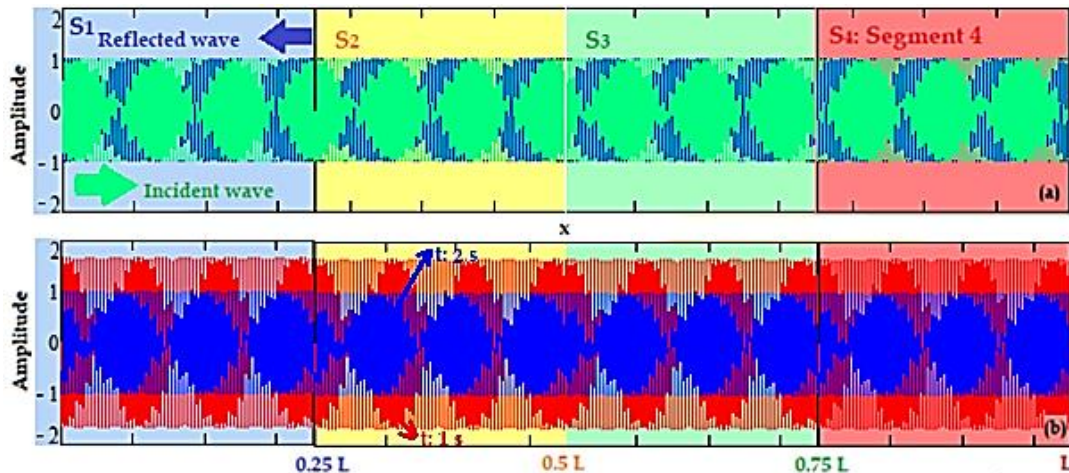 2
1
0
- 1
- 2
Amplitude
S1 Reflected wave
S2
S3
S4: Segment 4
Incident wave
(a)
x
2
1
0
- 1
- 2
Amplitude
t: 2 s
t: 1 s
(b)
0.25 L
0.5 L
0.75 L
L